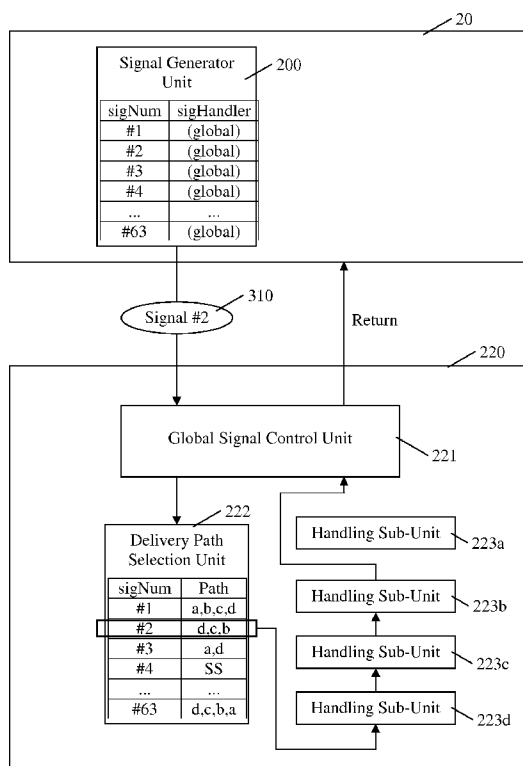 20
Signal Generator
Unit
200
sigNum sigHandler
#1 (global)
#2 (global)
#3 (global)
#4 (global)
... ...
#63 (global)
310
Signal #2
Return
220
Global Signal Control Unit
221
222
Delivery Path
Selection Unit
sigNum Path
#1 a,b,c,d
#2 d,c,b
#3 a,d
#4 SS
... ...
#63 d,c,b,a
Handling Sub-Unit
223a
Handling Sub-Unit
223b
Handling Sub-Unit
223c
Handling Sub-Unit
223d